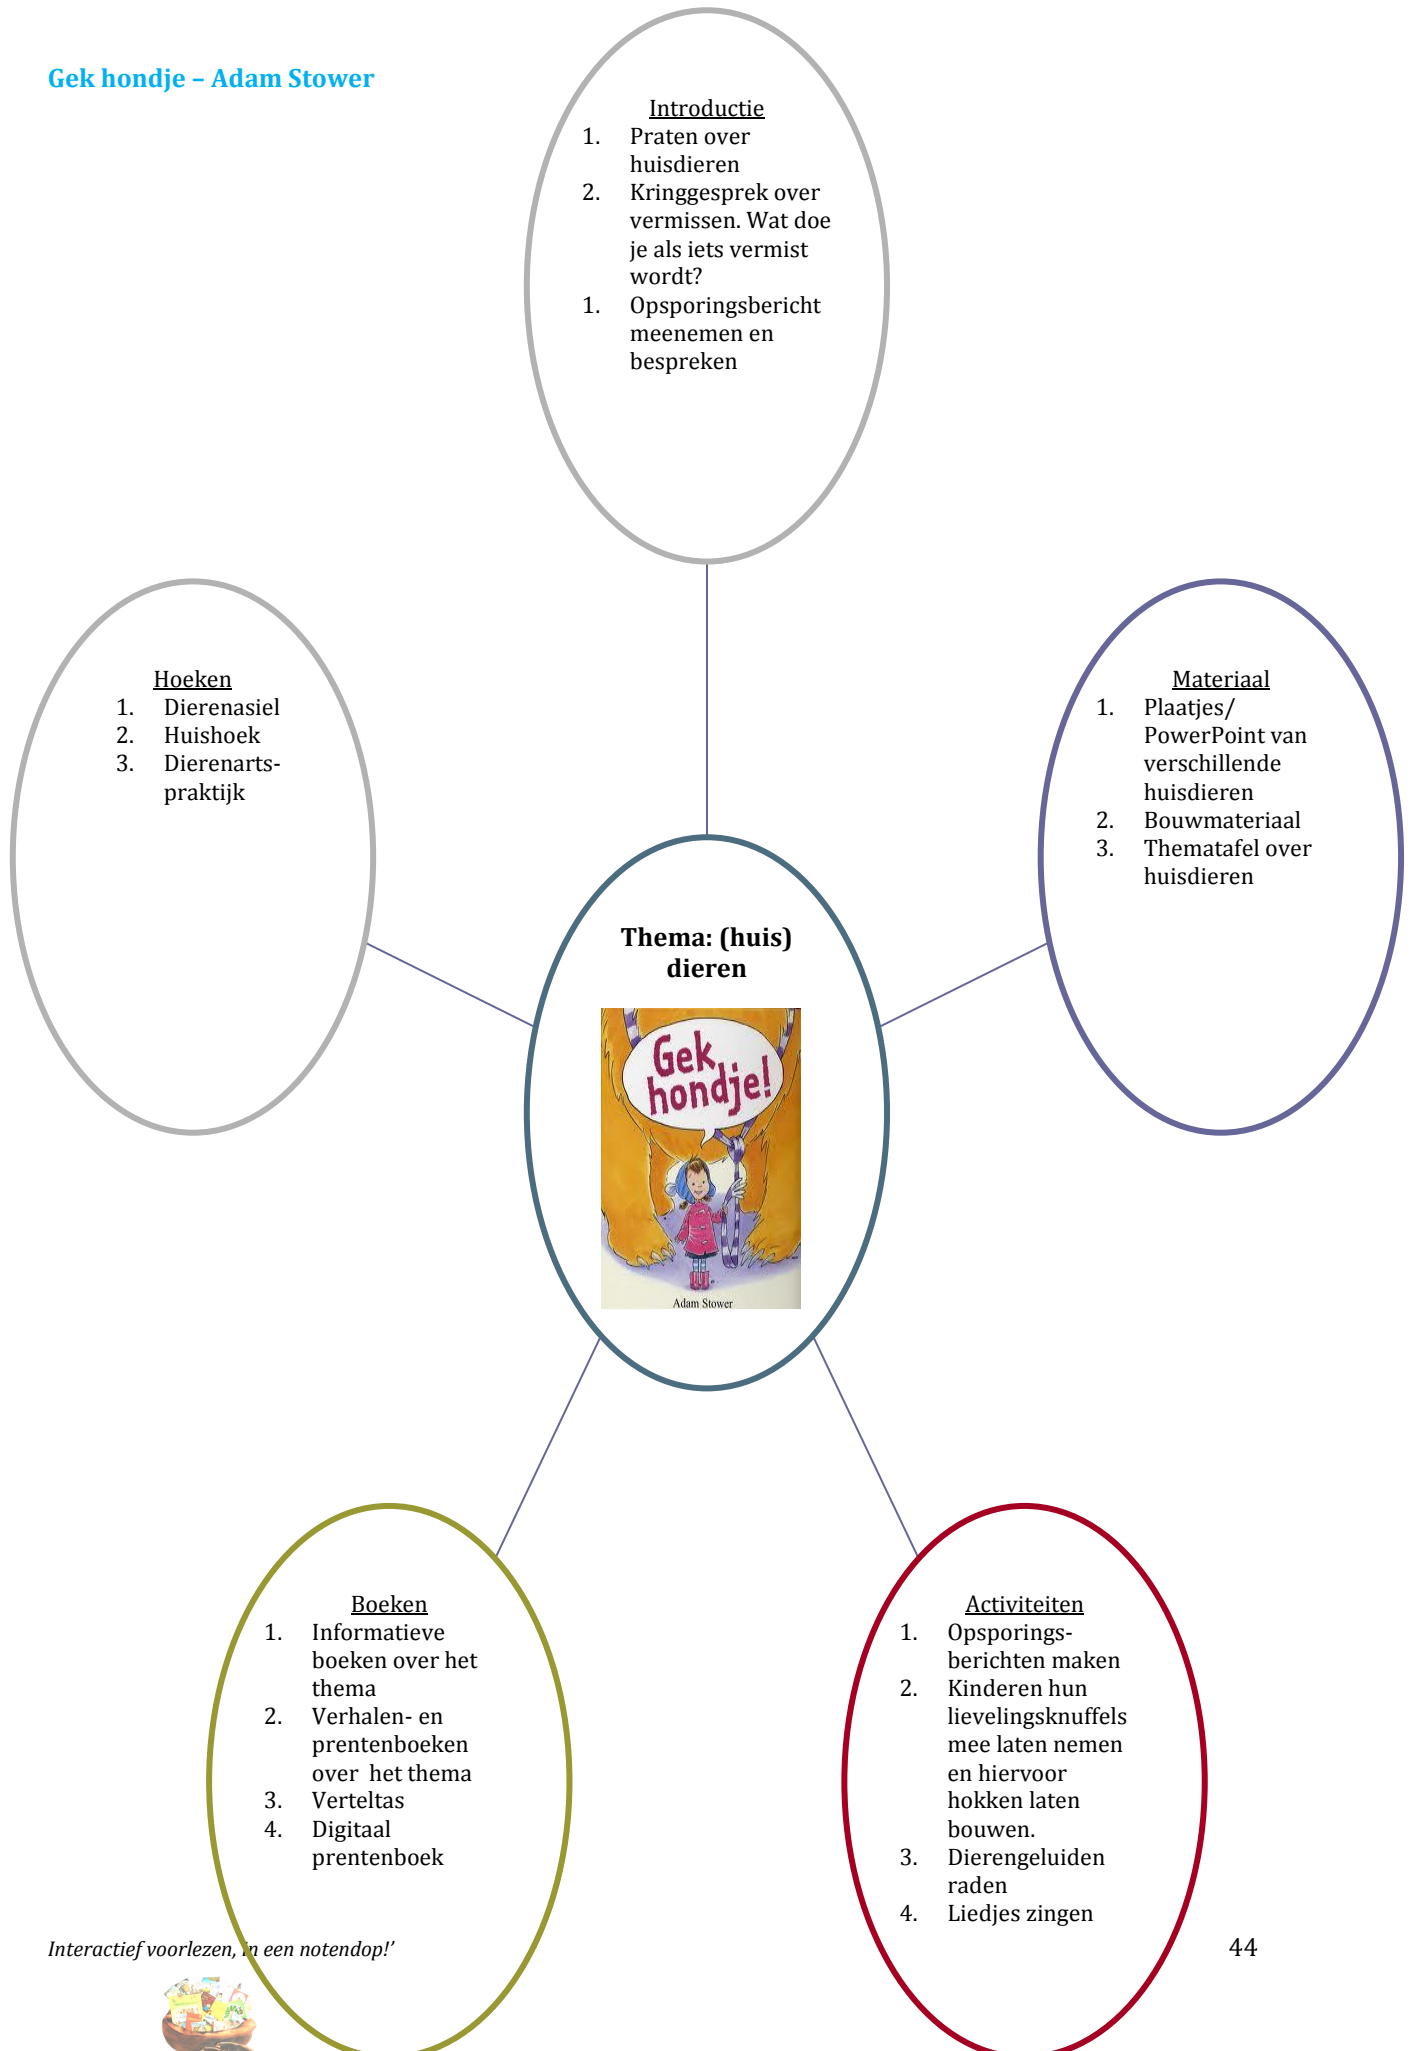 Gek hondje – Adam Stower
Introductie
1. Praten over
huisdieren
2. Kringgesprek over
vermissen. Wat doe
je als iets vermist
wordt?
1. Opsporingsbericht
meenemen en
bespreken
Hoeken
1. Dierenasiel
2. Huishoek
3. Dierenarts-
praktijk
Materiaal
1. Plaatjes/
PowerPoint van
verschillende
huisdieren
2. Bouwmateriaal
3. Thematafel over
huisdieren
Thema: (huis)
dieren
Gek
hondje!
Adam Stower
Boeken
1. Informatieve
boeken over het
thema
2. Verhalen- en
prentenboeken
over  het thema
3. Verteltas
4. Digitaal
prentenboek
Activiteiten
1. Opsporings-
berichten maken
2. Kinderen hun
lievelingsknuffels
mee laten nemen
en hiervoor
hokken laten
bouwen.
3. Dierengeluiden
raden
4. Liedjes zingen
Interactief voorlezen, in een notendop!’
44